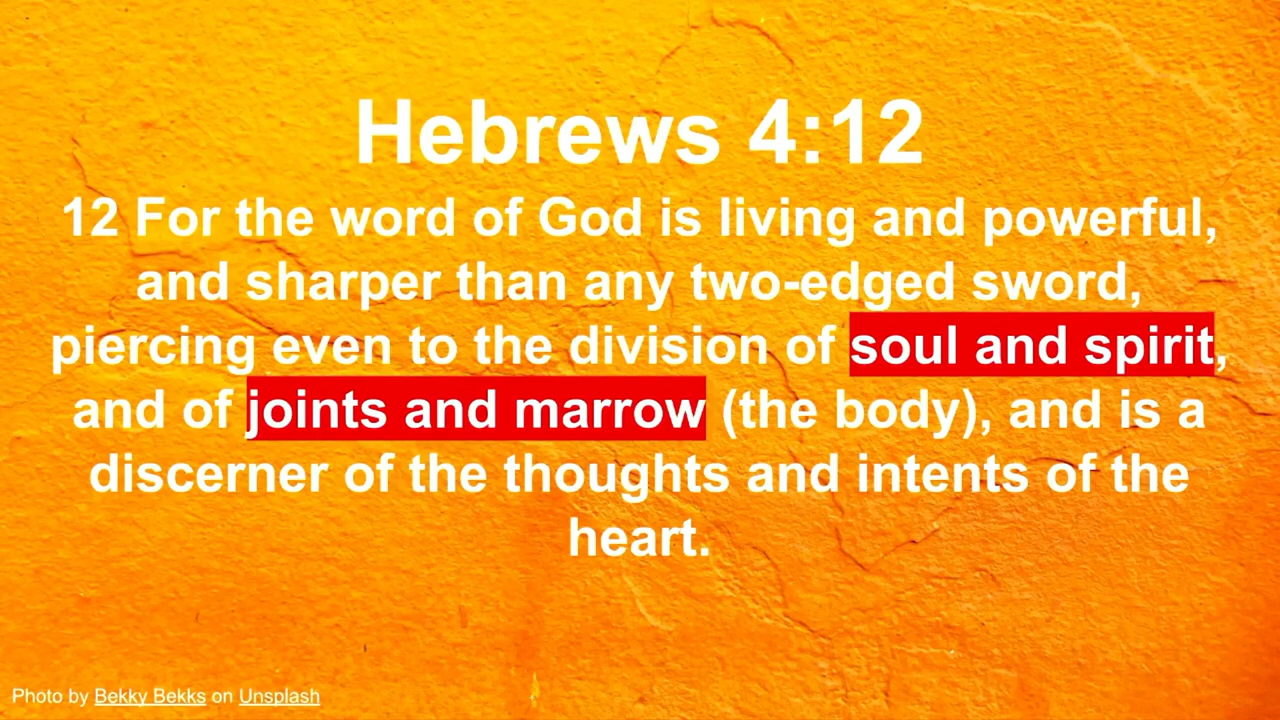 Hebrews 4:12
12 For the word of God is living and powerful,
and sharper than any two-edged sword,
piercing even to the division of soul and spirit,
and of joints and marrow (the body), and is a
discerner of the thoughts and intents of the
heart.
Photo by Bekky Bekks on Unsplash